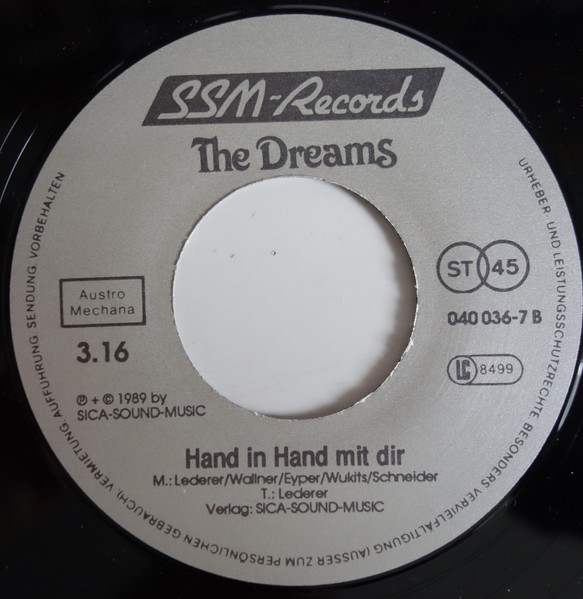 SSM-Records
The Dreams
URHEBER- UND LEISTUNGSSCHUTZRECHTE BESONDERS VERVIELFÄLTIGUNG (AUSSER ZUM PERSÖNLICHEN GEBRAUCH), VERMIETUNG, AUFFÜHRUNG, SENDUNG, VORBEHALTEN
Austro
Mechana
3.16
ST 45
040 036-7 B
LC 8499
℗ + © 1989 by
SICA-SOUND-MUSIC
Hand in Hand mit dir
M.: Lederer/Wallner/Eyper/Wukits/Schneider
T.: Lederer
Verlag: SICA-SOUND-MUSIC